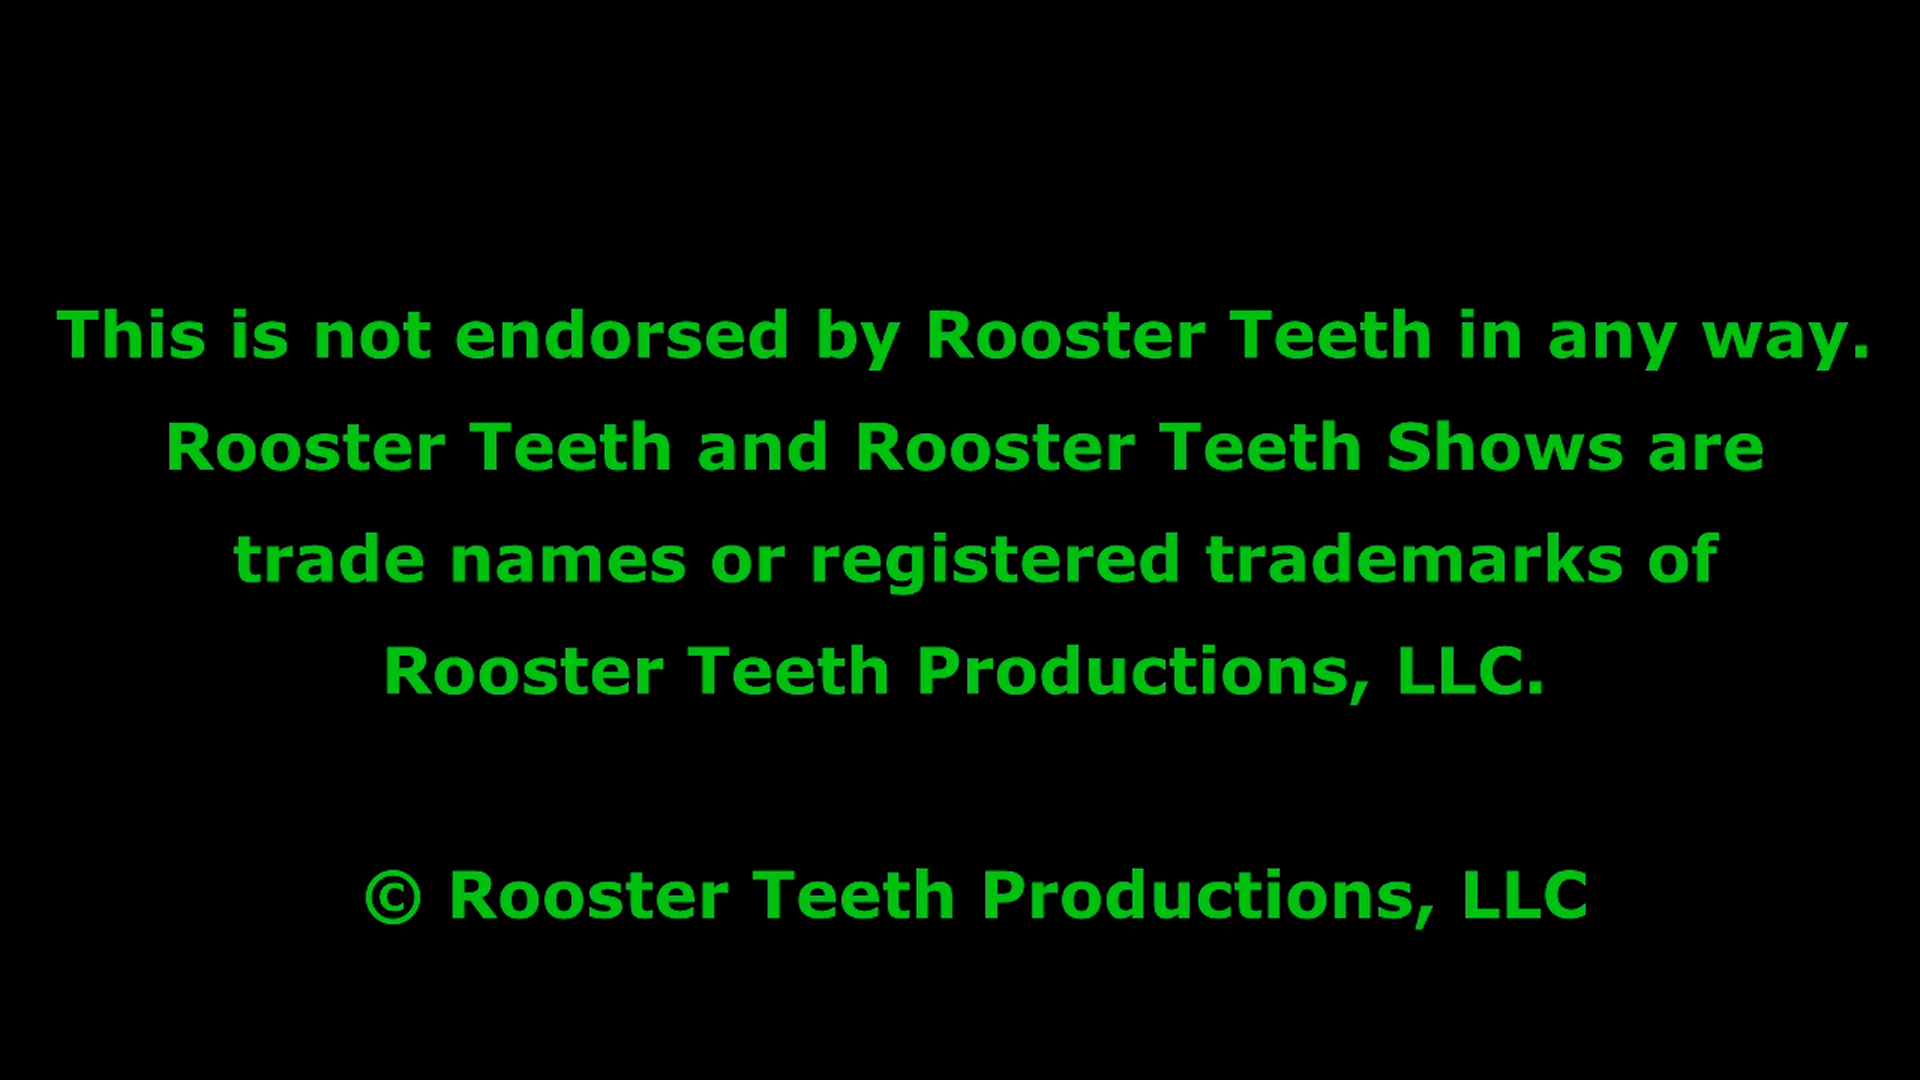 This is not endorsed by Rooster Teeth in any way.
Rooster Teeth and Rooster Teeth Shows are
trade names or registered trademarks of
Rooster Teeth Productions, LLC.
© Rooster Teeth Productions, LLC